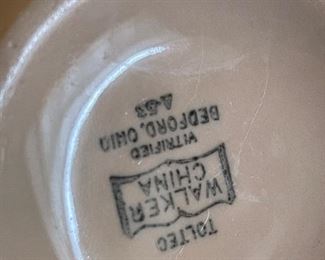 TOLTEC
WALKER
CHINA
VITRIFIED
BEDFORD, OHIO
A-53